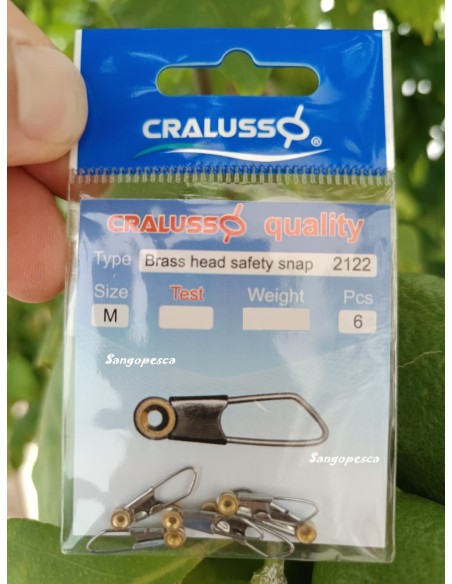 CRALUSSO®
CRALUSSO quality
Type Brass head safety snap 2122
Size Test Weight Pcs
M 6
Sangopesca
Sangopesca